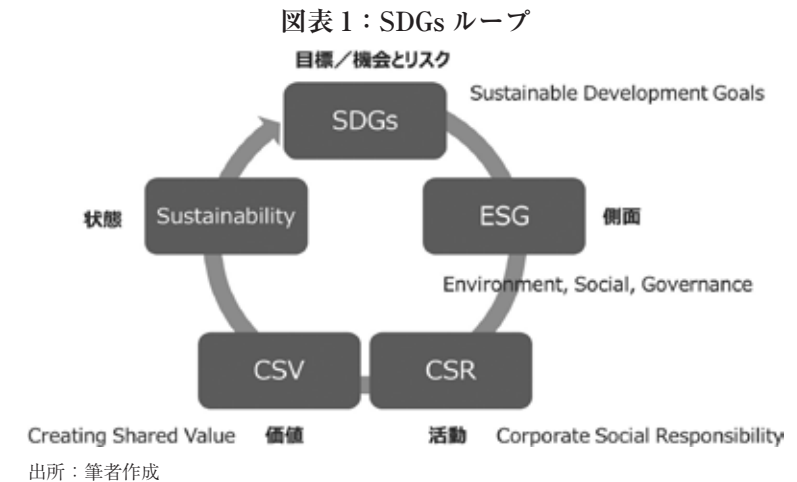 図表1：SDGs ループ
目標／機会とリスク
Sustainable Development Goals
SDGs
状態
Sustainability
ESG
側面
Environment, Social, Governance
CSV
CSR
Creating Shared Value
価値
活動
Corporate Social Responsibility
出所：筆者作成